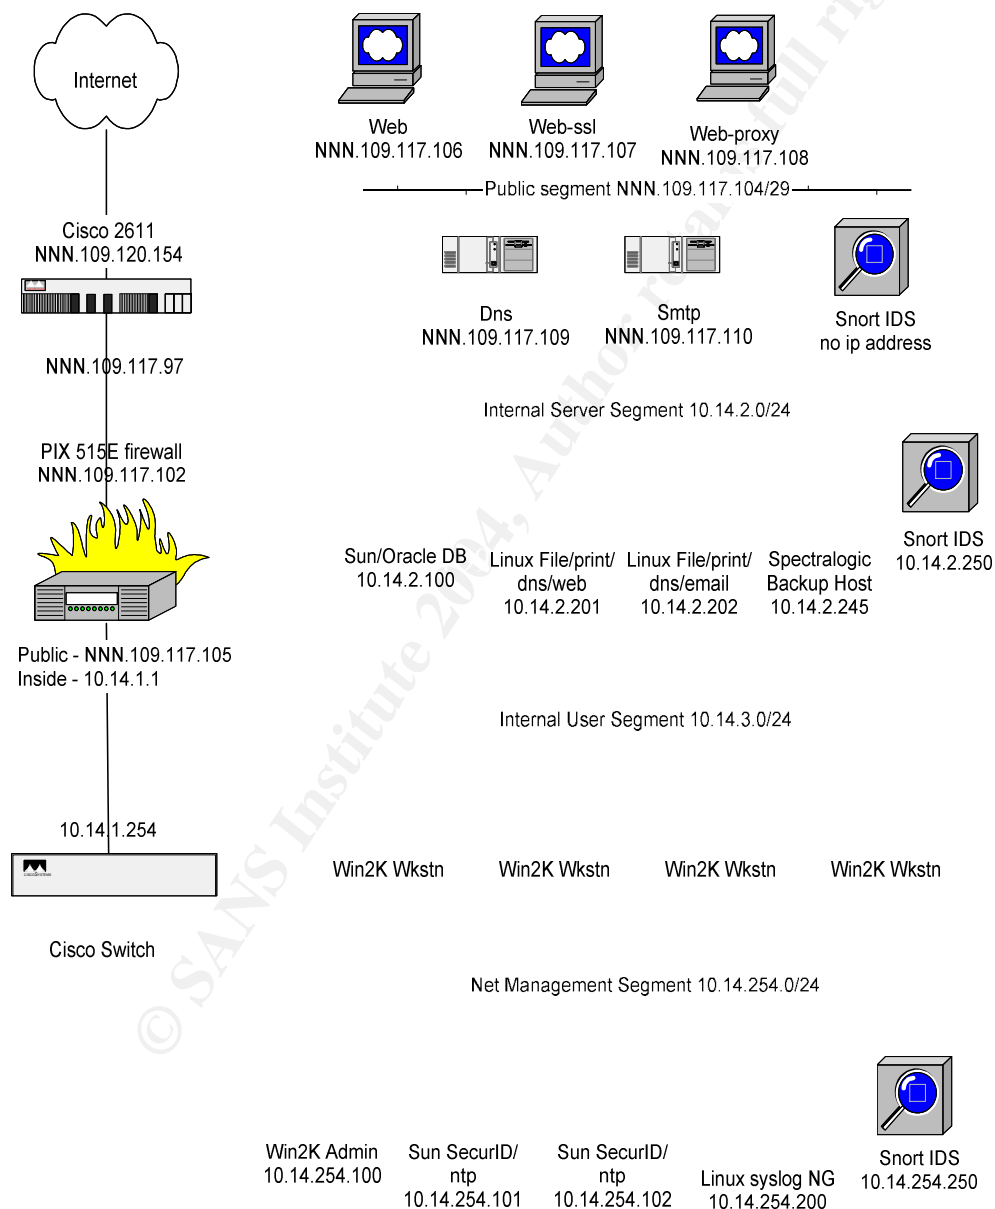 Internet
Cisco 2611
NNN.109.120.154
NNN.109.117.97
PIX 515E firewall
NNN.109.117.102
Public - NNN.109.117.105
Inside - 10.14.1.1
10.14.1.254
CISCO SYSTEMS
Cisco Switch
Web
NNN.109.117.106
Web-ssl
NNN.109.117.107
Web-proxy
NNN.109.117.108
Public segment NNN.109.117.104/29
Dns
NNN.109.117.109
Smtp
NNN.109.117.110
Snort IDS
no ip address
Internal Server Segment 10.14.2.0/24
Sun/Oracle DB
10.14.2.100
Linux File/print/
dns/web
10.14.2.201
Linux File/print/
dns/email
10.14.2.202
Spectralogic
Backup Host
10.14.2.245
Snort IDS
10.14.2.250
Internal User Segment 10.14.3.0/24
Win2K Wkstn
Win2K Wkstn
Win2K Wkstn
Win2K Wkstn
Net Management Segment 10.14.254.0/24
Win2K Admin
10.14.254.100
Sun SecurID/
ntp
10.14.254.101
Sun SecurID/
ntp
10.14.254.102
Linux syslog NG
10.14.254.200
Snort IDS
10.14.254.250
© SANS Institute 2004, Author retains full rig